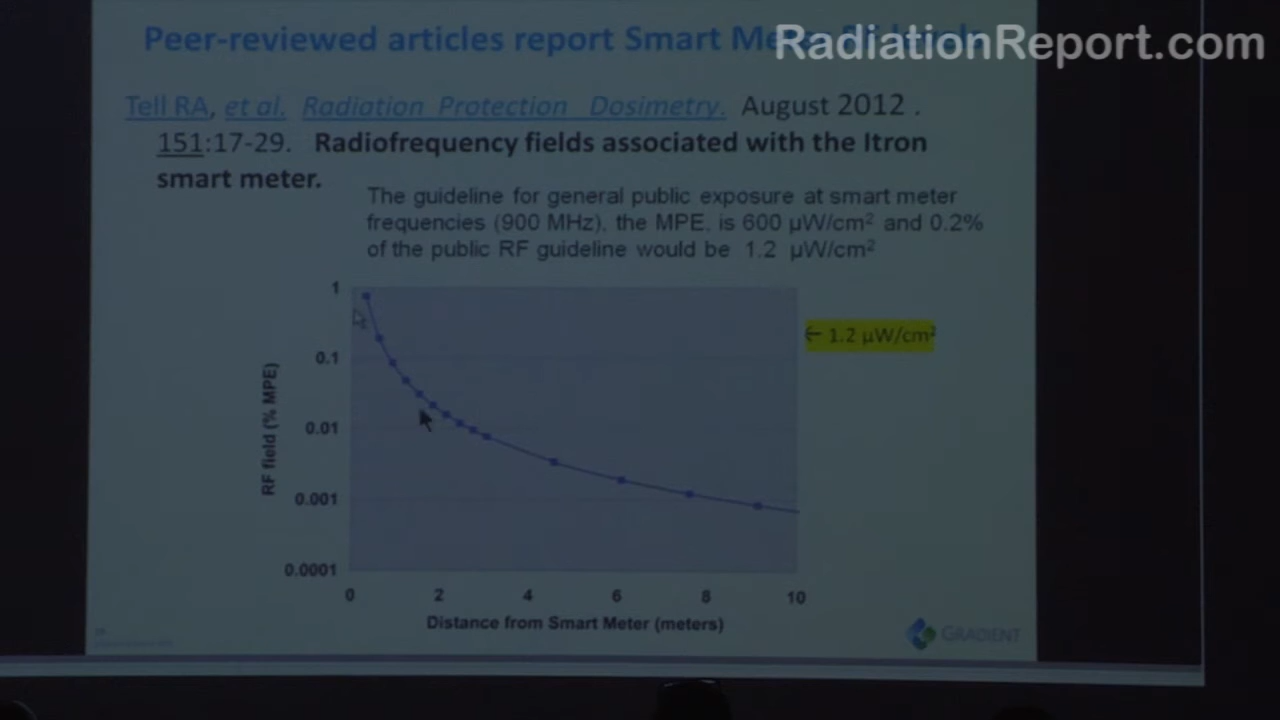 RadiationReport.com
Peer-reviewed articles report Smart
Tell RA, et al. Radiation Protection Dosimetry. August 2012 .
151:17-29. Radiofrequency fields associated with the Itron
smart meter.
The guideline for general public exposure at smart meter
frequencies (900 MHz), the MPE, is 600 µW/cm²  and 0.2%
of the public RF guideline would be 1.2 µW/cm²
← 1.2 µW/cm²
RF field (% MPE)
1
0.1
0.01
0.001
0.0001
0 2 4 6 8 10
Distance from Smart Meter (meters)
GRADIENT